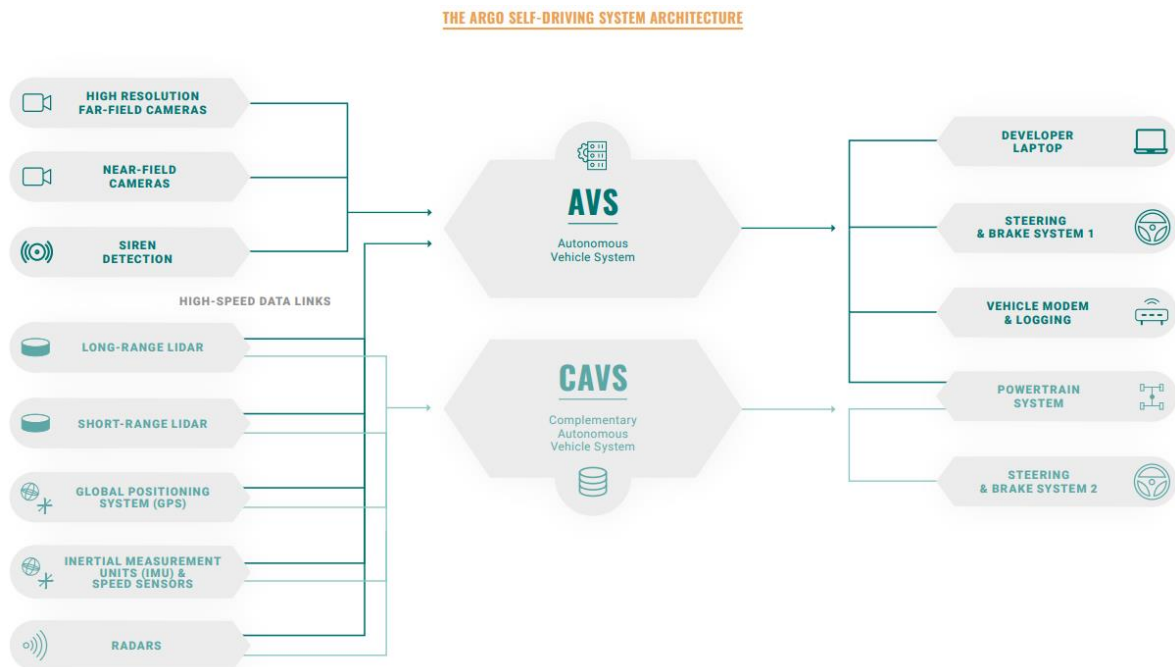 THE ARGO SELF-DRIVING SYSTEM ARCHITECTURE
HIGH RESOLUTION
FAR-FIELD CAMERAS
NEAR-FIELD
CAMERAS
SIREN
DETECTION
HIGH-SPEED DATA LINKS
LONG-RANGE LIDAR
SHORT-RANGE LIDAR
GLOBAL POSITIONING
SYSTEM (GPS)
INERTIAL MEASUREMENT
UNITS (IMU) &
SPEED SENSORS
RADARS
AVS
Autonomous
Vehicle System
CAVS
Complementary
Autonomous
Vehicle System
DEVELOPER
LAPTOP
STEERING
& BRAKE SYSTEM 1
VEHICLE MODEM
& LOGGING
POWERTRAIN
SYSTEM
STEERING
& BRAKE SYSTEM 2